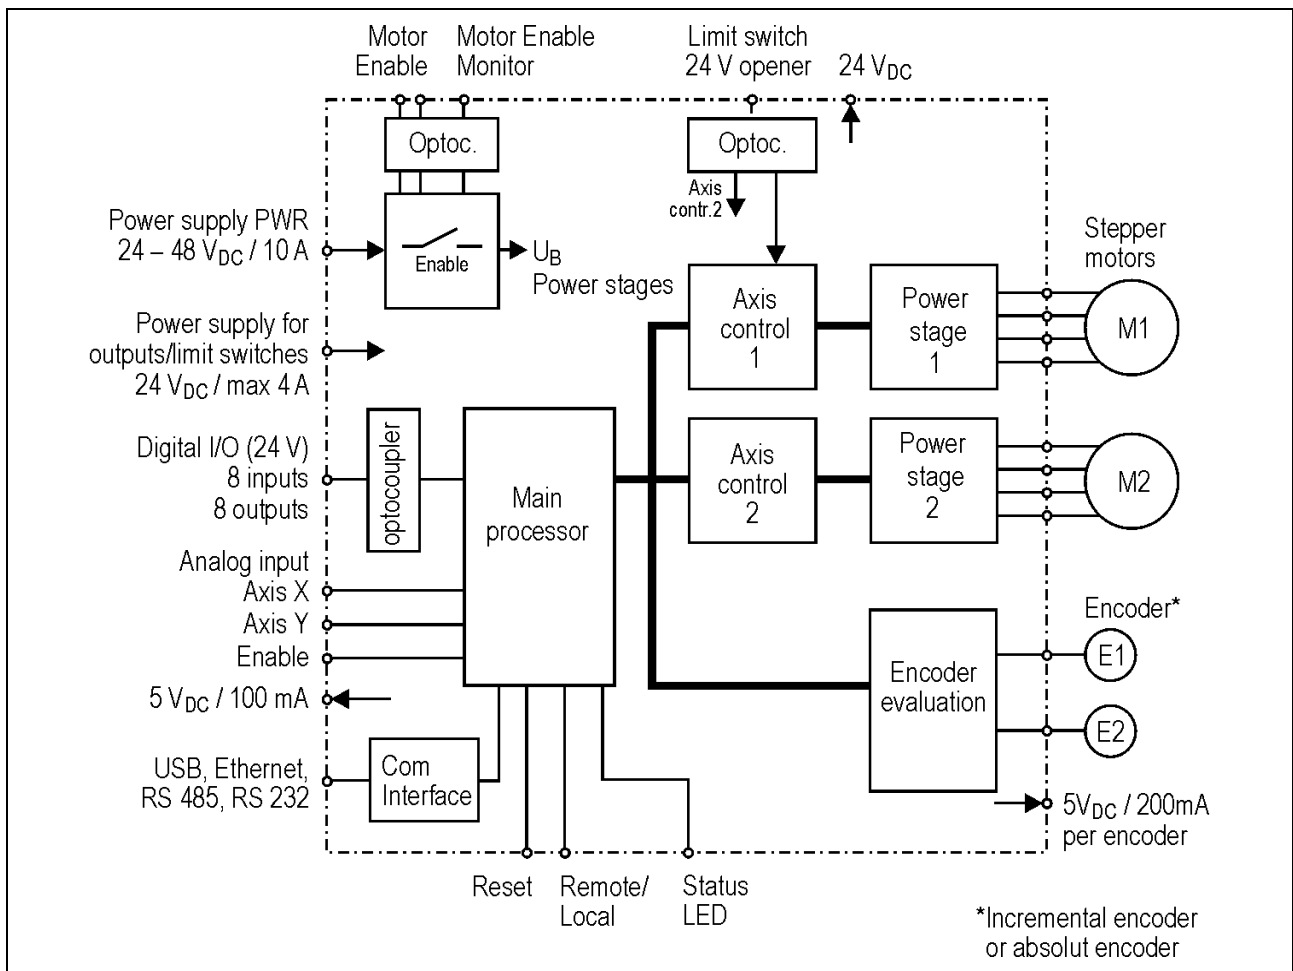 Motor
Enable
Motor Enable
Monitor
Limit switch
24 V opener
24 VDC
Optoc.
Optoc.
Axis
contr.2
Power supply PWR
24 – 48 VDC / 10 A
Enable
UB
Power stages
Stepper
motors
Power supply for
outputs/limit switches
24 VDC / max 4 A
Axis
control
1
Power
stage
1
M1
Digital I/O (24 V)
8 inputs
8 outputs
optocoupler
Main
processor
Axis
control
2
Power
stage
2
M2
Analog input
Axis X
Axis Y
Enable
5 VDC / 100 mA
Encoder
evaluation
Encoder*
E1
E2
USB, Ethernet,
RS 485, RS 232
Com
Interface
5VDC / 200mA
per encoder
Reset
Remote/
Local
Status
LED
*Incremental encoder
or absolut encoder